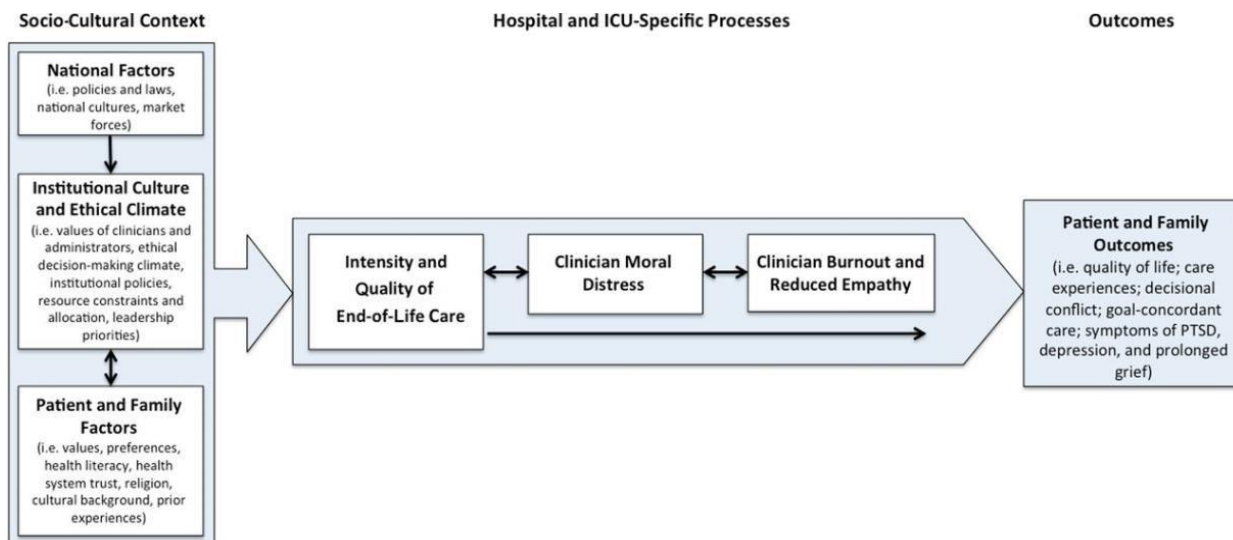 Socio-Cultural Context
Hospital and ICU-Specific Processes
Outcomes
National Factors
(i.e. policies and laws,
national cultures, market
forces)
Institutional Culture
and Ethical Climate
(i.e. values of clinicians and
administrators, ethical
decision-making climate,
institutional policies,
resource constraints and
allocation, leadership
priorities)
Patient and Family
Factors
(i.e. values, preferences,
health literacy, health
system trust, religion,
cultural background, prior
experiences)
Intensity and
Quality of
End-of-Life Care
Clinician Moral
Distress
Clinician Burnout and
Reduced Empathy
Patient and Family
Outcomes
(i.e. quality of life; care
experiences; decisional
conflict; goal-concordant
care; symptoms of PTSD,
depression, and prolonged
grief)